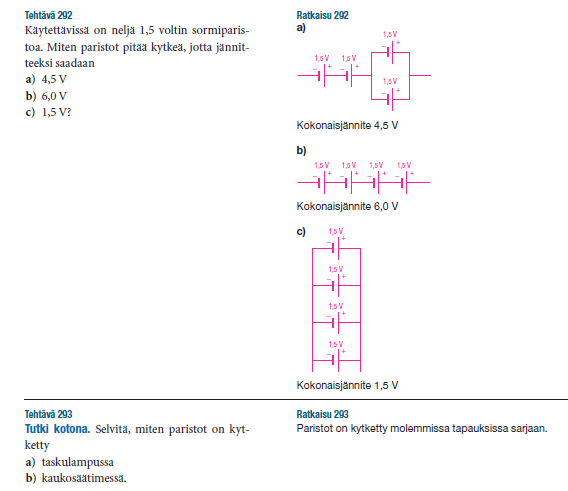 Tehtävä 292
Käytettävissä on neljä 1,5 voltin sormiparis-
toa. Miten paristot pitää kytkeä, jotta jännit-
teeksi saadaan
a) 4,5 V
b) 6,0 V
c) 1,5 V?
Ratkaisu 292
a)
1,5 V
- +
1,5 V 1,5 V
- + - +
1,5 V
- +
Kokonaisjännite 4,5 V
b)
1,5 V 1,5 V 1,5 V 1,5 V
- + - + - + - +
Kokonaisjännite 6,0 V
c)
1,5 V
- +
1,5 V
- +
1,5 V
- +
1,5 V
- +
Kokonaisjännite 1,5 V
Tehtävä 293
Tutki kotona. Selvitä, miten paristot on kyt-
ketty
a) taskulampussa
b) kaukosäätimessä.
Ratkaisu 293
Paristot on kytketty molemmissa tapauksissa sarjaan.